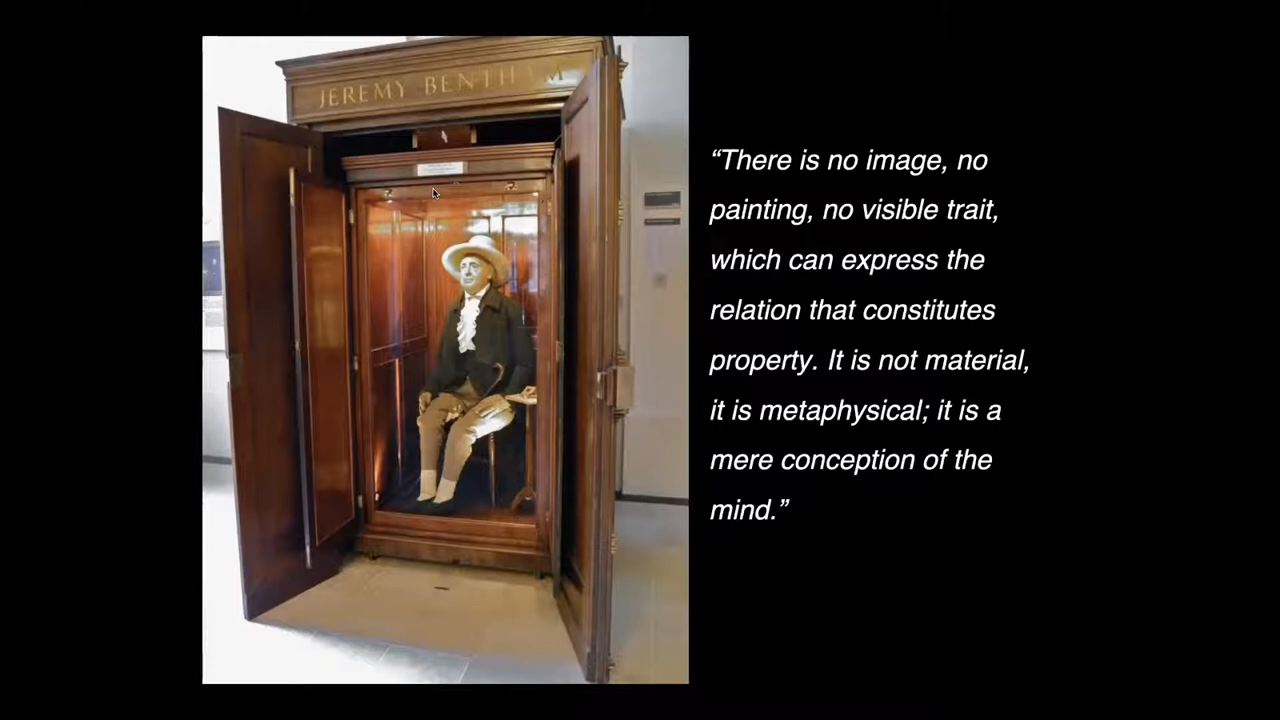 JEREMY BENTHAM
“There is no image, no
painting, no visible trait,
which can express the
relation that constitutes
property. It is not material,
it is metaphysical; it is a
mere conception of the
mind.”